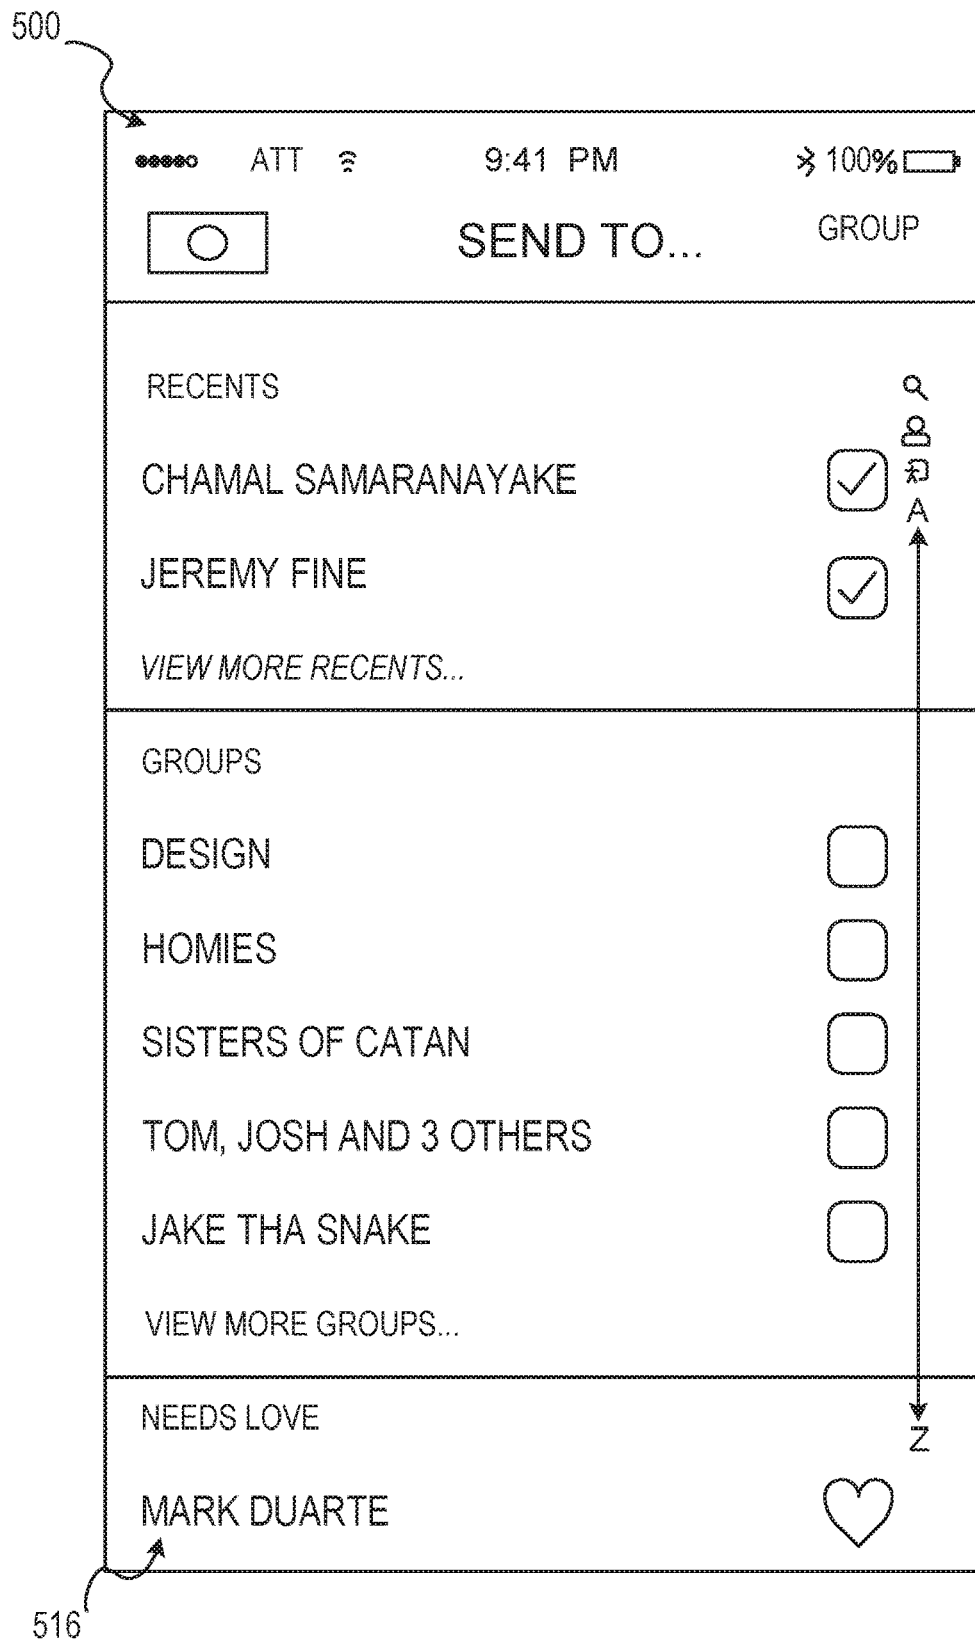 500
ATT 9:41 PM 100%
SEND TO... GROUP
RECENTS
CHAMAL SAMARANAYAKE
A
JEREMY FINE
VIEW MORE RECENTS...
GROUPS
DESIGN
HOMIES
SISTERS OF CATAN
TOM, JOSH AND 3 OTHERS
JAKE THA SNAKE
VIEW MORE GROUPS...
NEEDS LOVE
Z
MARK DUARTE
516